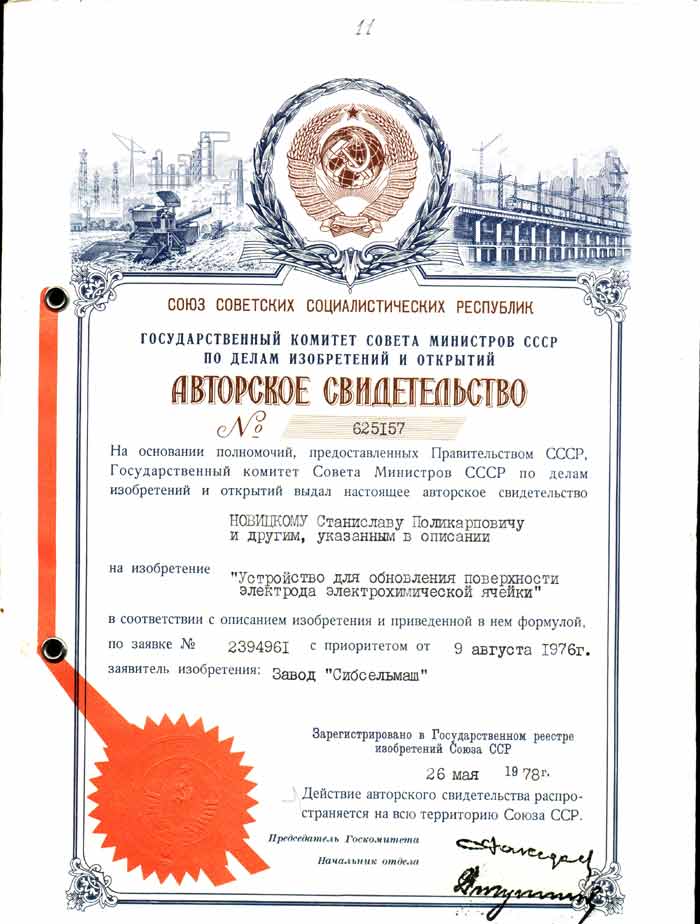 11
СОЮЗ СОВЕТСКИХ СОЦИАЛИСТИЧЕСКИХ РЕСПУБЛИК
ГОСУДАРСТВЕННЫЙ КОМИТЕТ СОВЕТА МИНИСТРОВ СССР
ПО ДЕЛАМ ИЗОБРЕТЕНИЙ И ОТКРЫТИЙ
АВТОРСКОЕ СВИДЕТЕЛЬСТВО
№ 625157
На основании полномочий, предоставленных Правительством СССР,
Государственный комитет Совета Министров СССР по делам
изобретений и открытий выдал настоящее авторское свидетельство
НОВИЦКОМУ Станиславу Поликарповичу
и другим, указанным в описании
на изобретение "Устройство для обновления поверхности
электрода электрохимической ячейки"
в соответствии с описанием изобретения и приведенной в нем формулой,
по заявке № 2394961 с приоритетом от 9 августа 1976г.
заявитель изобретения: Завод "Сибсельмаш"
Зарегистрировано в Государственном реестре
изобретений Союза ССР
26 мая 1978г.
Действие авторского свидетельства распро-
страняется на всю территорию Союза ССР.
Председатель Госкомитета
Начальник отдела